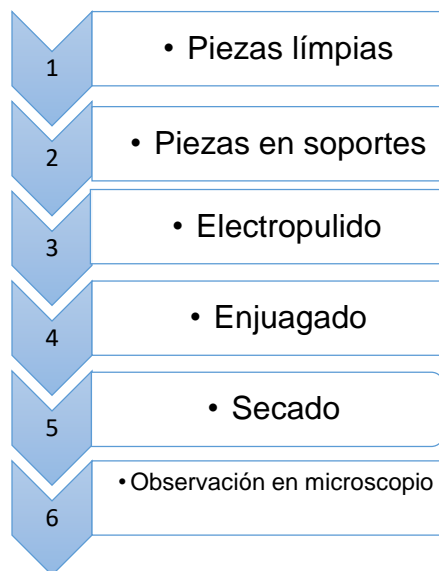 1
• Piezas límpias
2
• Piezas en soportes
3
• Electropulido
4
• Enjuagado
5
• Secado
6
• Observación en microscopio